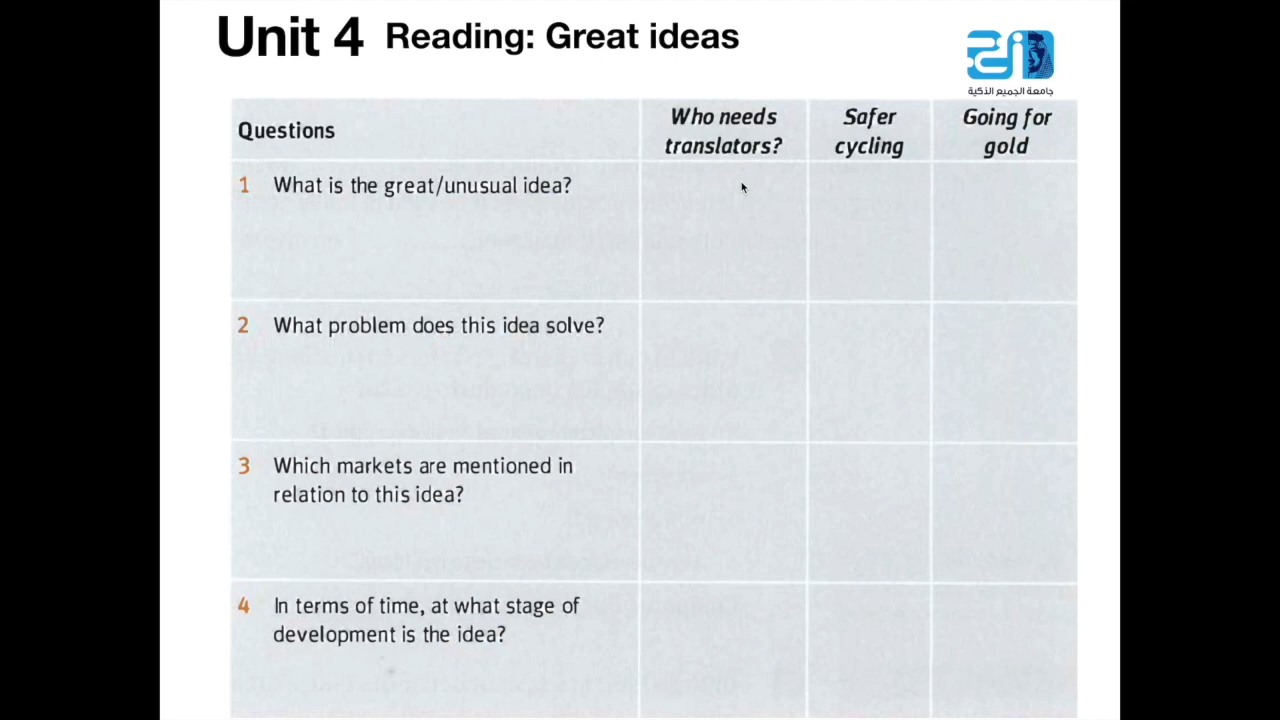 Unit 4 Reading: Great ideas
جامعة الجميع الذكية
Questions
Who needs translators?
Safer cycling
Going for gold
1 What is the great/unusual idea?
2 What problem does this idea solve?
3 Which markets are mentioned in
relation to this idea?
4 In terms of time, at what stage of
development is the idea?